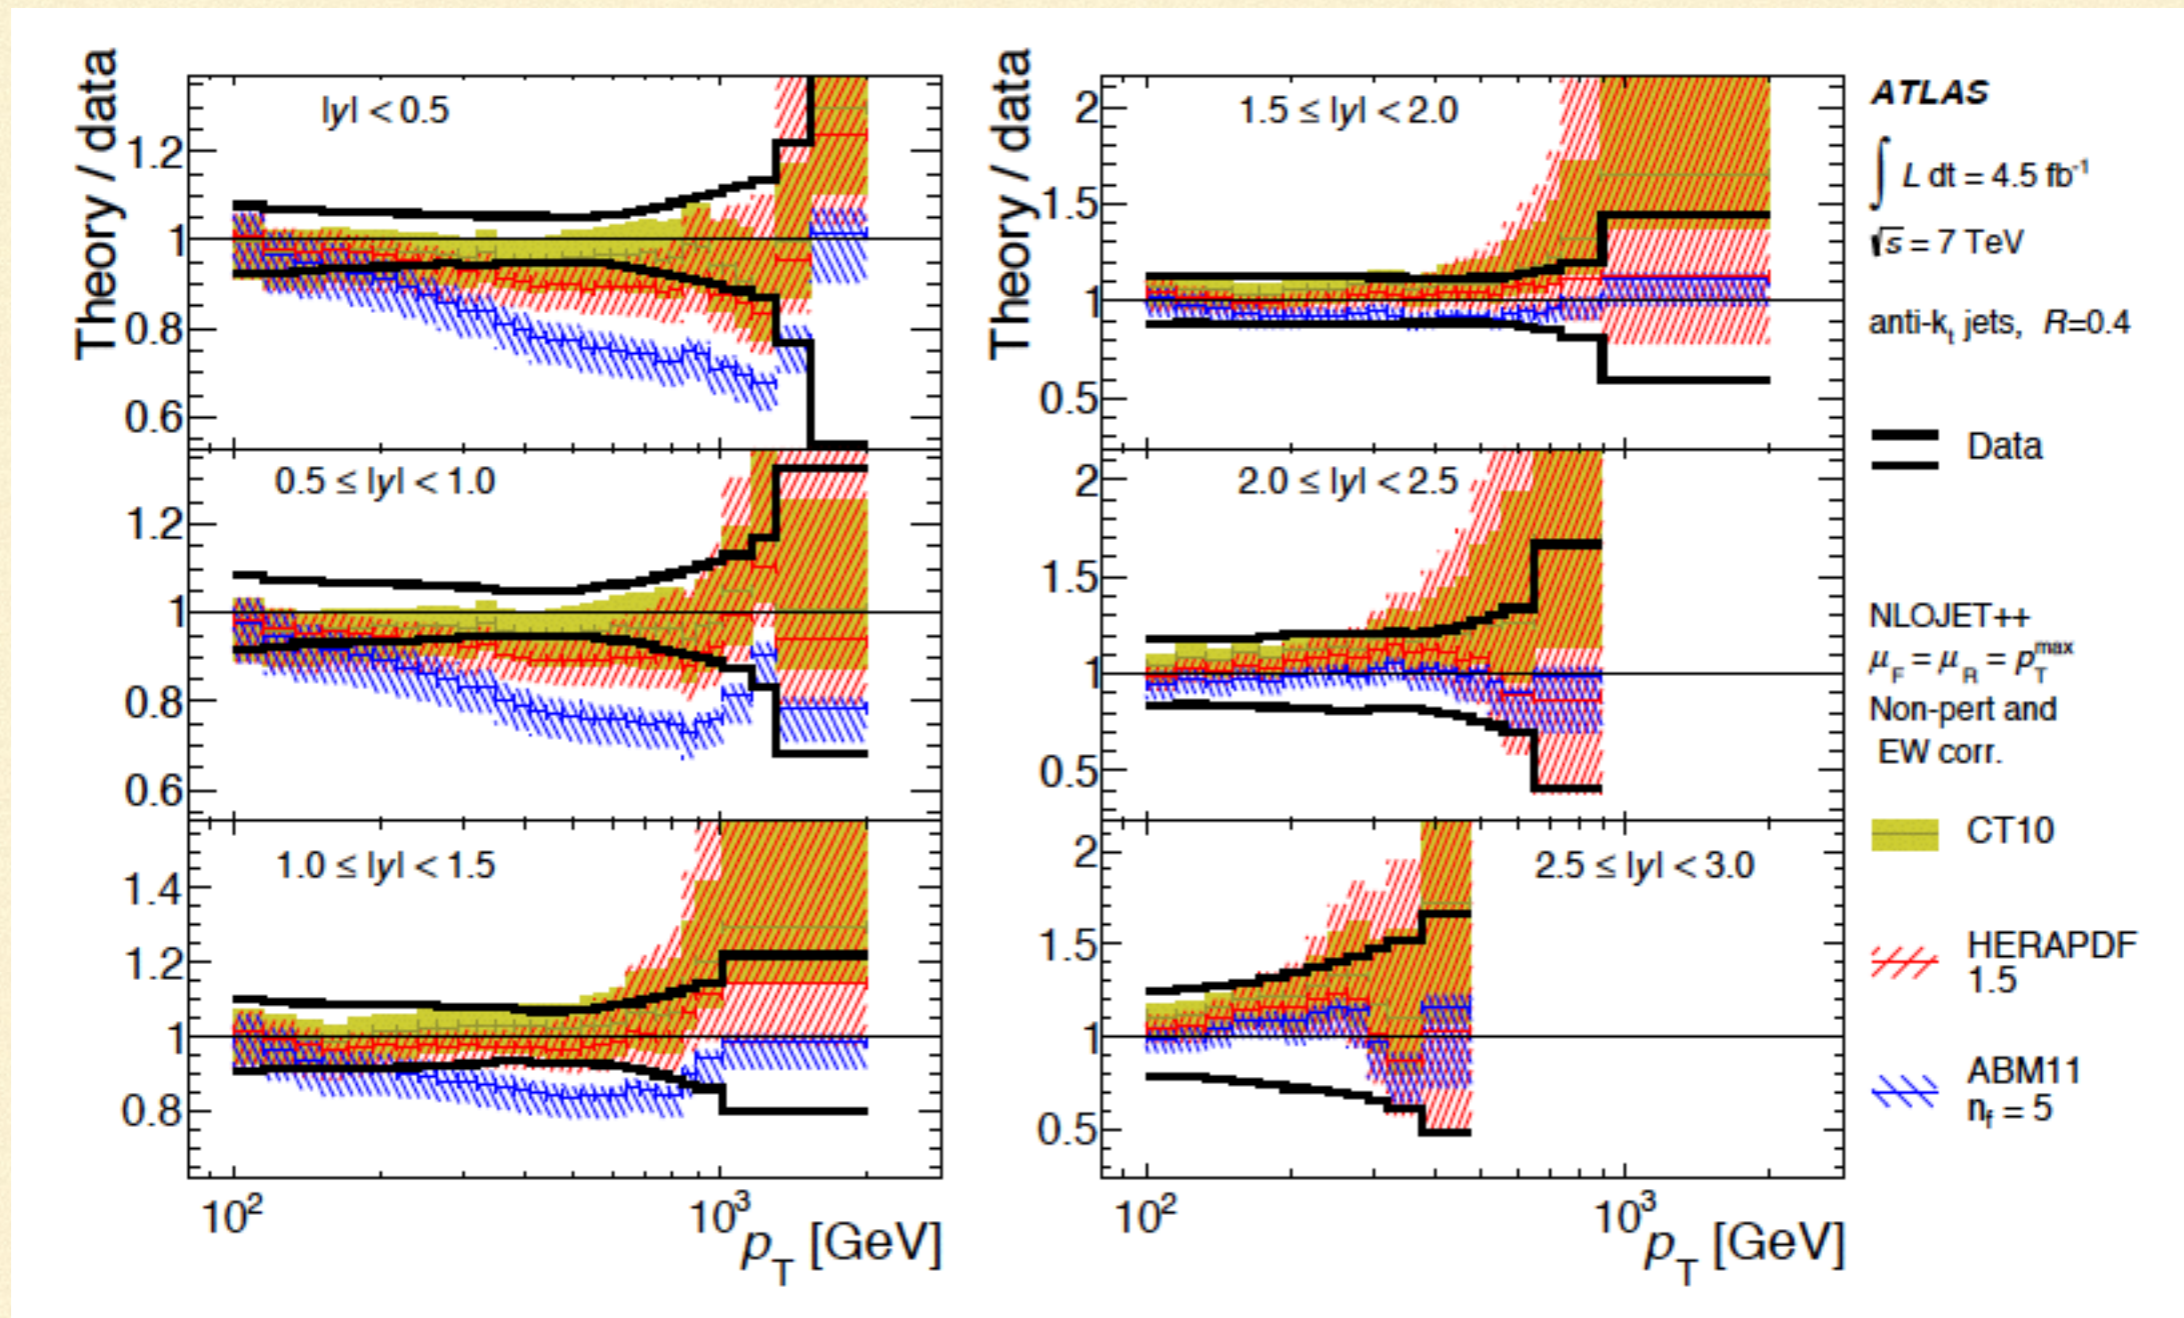 Theory / data
|y| < 0.5
1.2
1
0.8
0.6
0.5 ≤ |y| < 1.0
1.2
1
0.8
0.6
1.0 ≤ |y| < 1.5
1.4
1.2
1
0.8
10² 10³
p_T [GeV]
Theory / data
1.5 ≤ |y| < 2.0
2
1.5
1
0.5
2.0 ≤ |y| < 2.5
2
1.5
1
0.5
2.5 ≤ |y| < 3.0
2
1.5
1
0.5
10² 10³
p_T [GeV]
ATLAS
∫ L dt = 4.5 fb⁻¹
√s = 7 TeV
anti-k_t jets, R=0.4
Data
NLOJET++
μ_F = μ_R = p_T^max
Non-pert and
EW corr.
CT10
HERAPDF
1.5
ABM11
n_f = 5